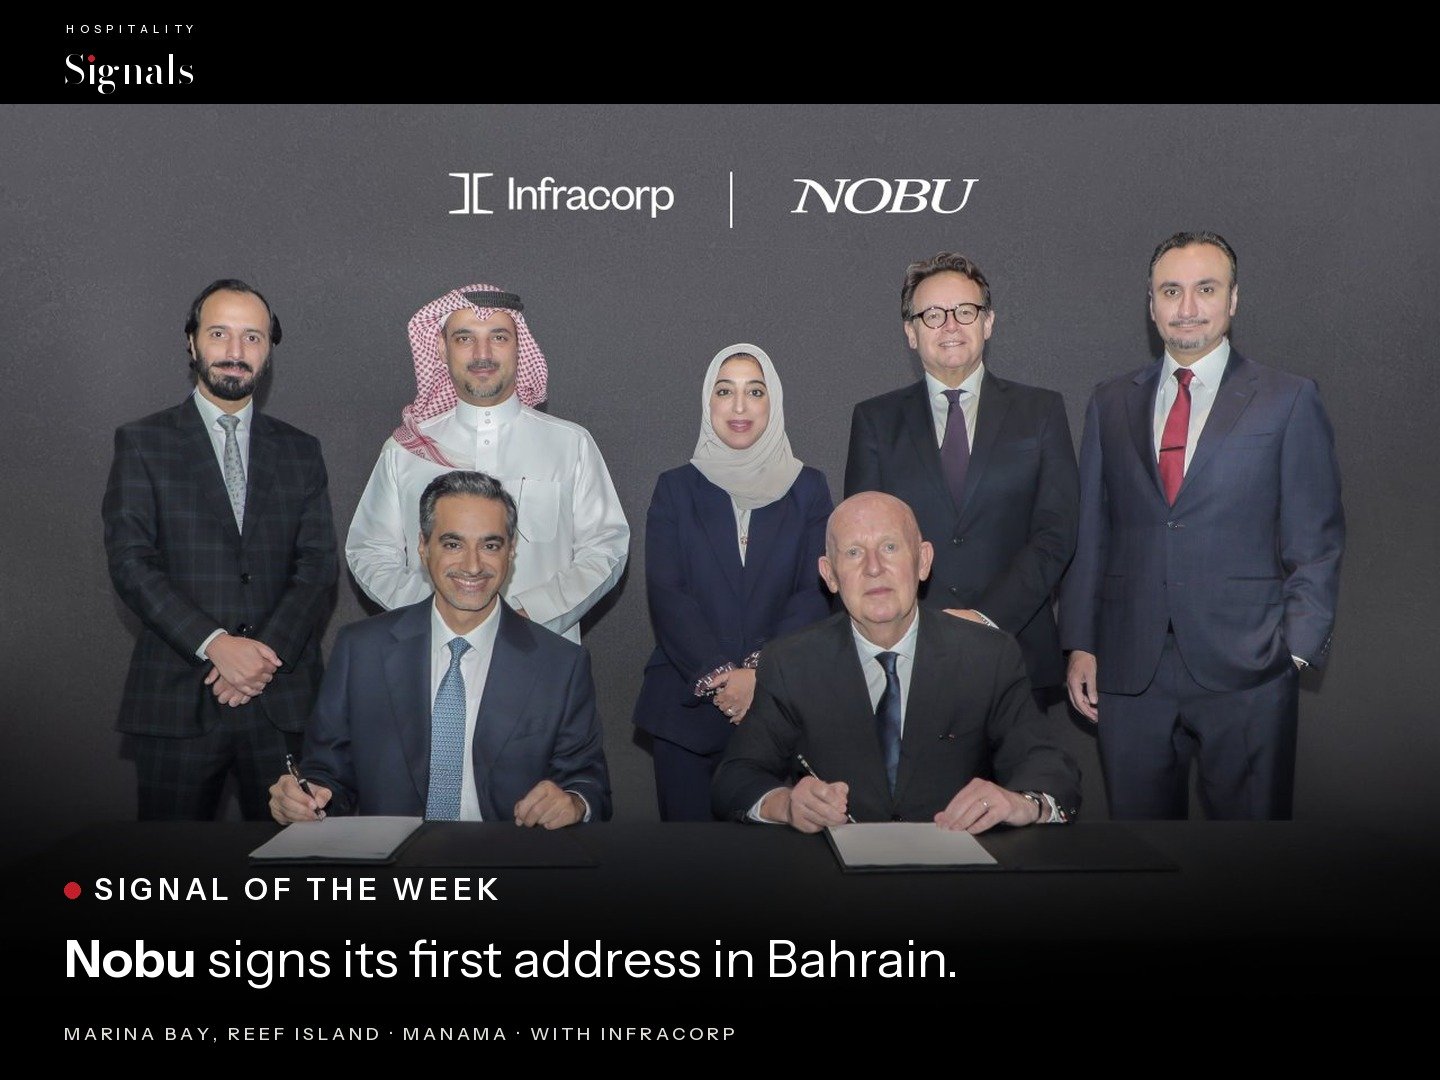 HOSPITALITY
Signals
Infracorp | NOBU
SIGNAL OF THE WEEK
Nobu signs its first address in Bahrain.
MARINA BAY, REEF ISLAND · MANAMA · WITH INFRACORP